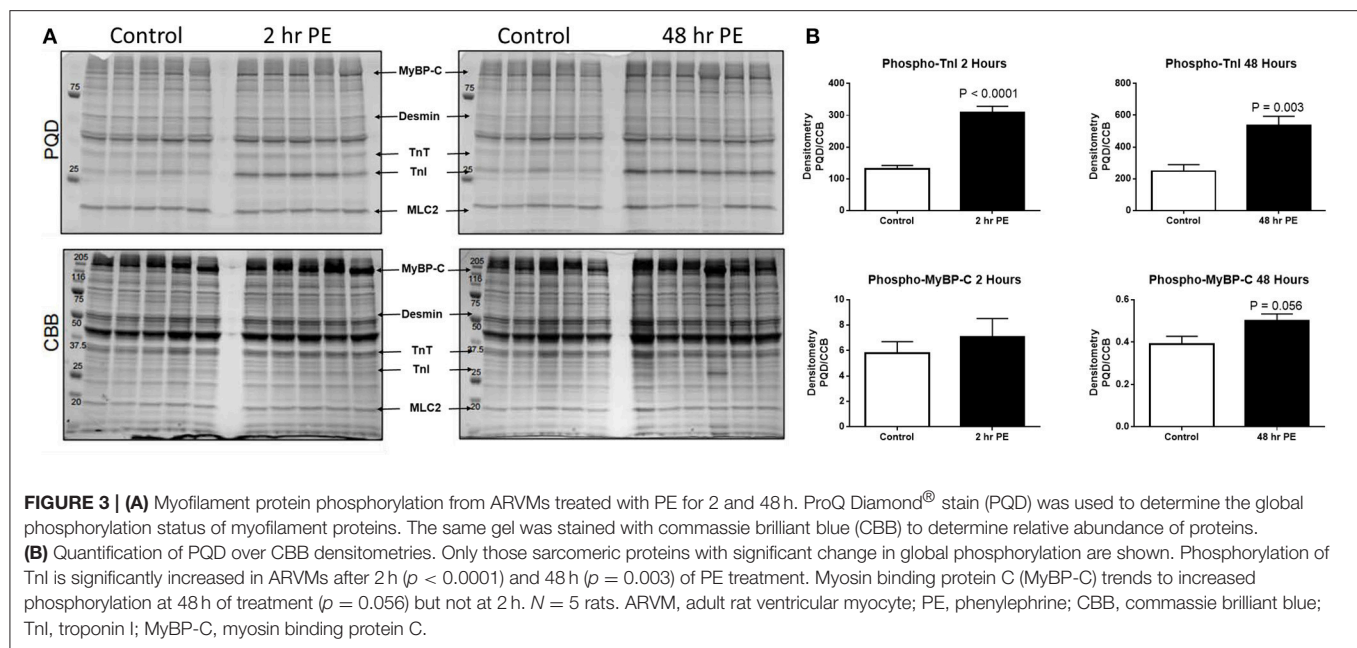 A
Control
2 hr PE
Control
48 hr PE
PQD
75
25
MyBP-C
Desmin
TnT
TnI
MLC2
75
25
CBB
205
116
75
50
37.5
25
20
MyBP-C
Desmin
TnT
TnI
MLC2
205
116
75
50
37.5
25
20
B
Phospho-TnI 2 Hours
Densitometry
PQD/CCB
400
300
200
100
0
P < 0.0001
Control
2 hr PE
Phospho-TnI 48 Hours
Densitometry
PQD/CCB
800
600
400
200
0
P = 0.003
Control
48 hr PE
Phospho-MyBP-C 2 Hours
Densitometry
PQD/CCB
10
8
6
4
2
0
Control
2 hr PE
Phospho-MyBP-C 48 Hours
Densitometry
PQD/CCB
0.6
0.4
0.2
0.0
P = 0.056
Control
48 hr PE
FIGURE 3 | (A) Myofilament protein phosphorylation from ARVMs treated with PE for 2 and 48 h. ProQ Diamond® stain (PQD) was used to determine the global
phosphorylation status of myofilament proteins. The same gel was stained with commassie brilliant blue (CBB) to determine relative abundance of proteins.
(B) Quantification of PQD over CBB densitometries. Only those sarcomeric proteins with significant change in global phosphorylation are shown. Phosphorylation of
TnI is significantly increased in ARVMs after 2 h (p < 0.0001) and 48 h (p = 0.003) of PE treatment. Myosin binding protein C (MyBP-C) trends to increased
phosphorylation at 48 h of treatment (p = 0.056) but not at 2 h. N = 5 rats. ARVM, adult rat ventricular myocyte; PE, phenylephrine; CBB, commassie brilliant blue;
TnI, troponin I; MyBP-C, myosin binding protein C.